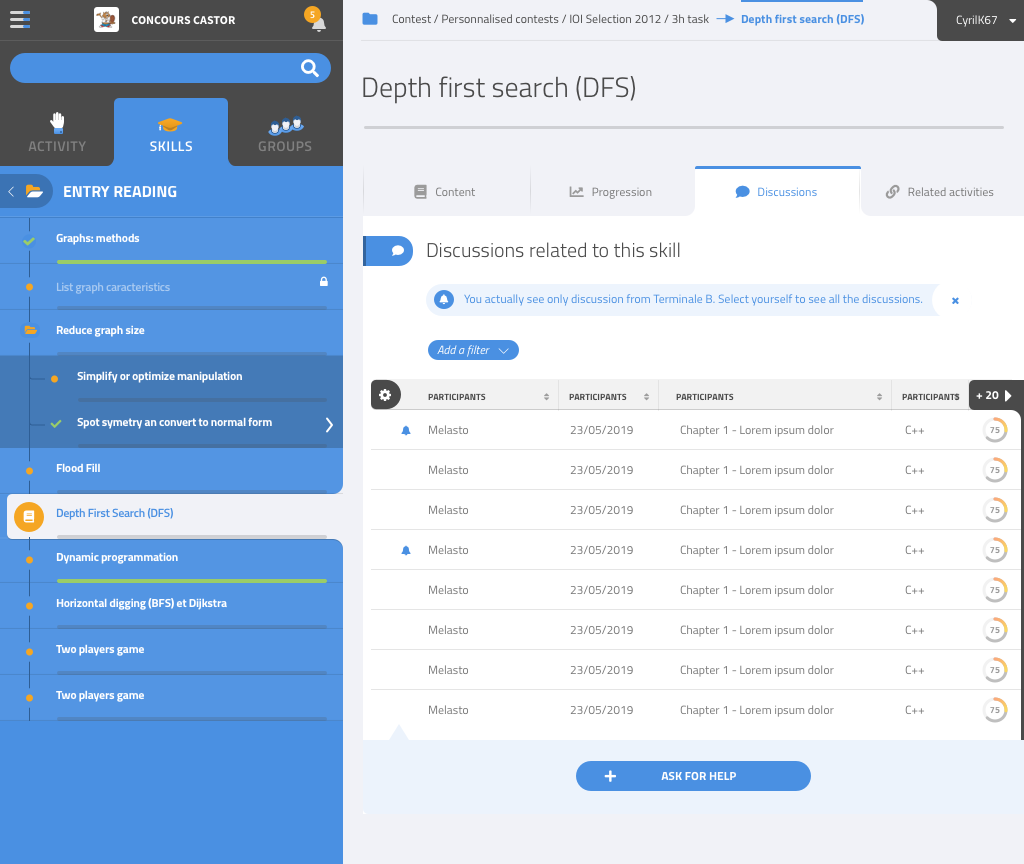 CONCOURS CASTOR
5
Contest / Personnalised contests / IOI Selection 2012 / 3h task
Depth first search (DFS)
CyrilK67
ACTIVITY
SKILLS
GROUPS
ENTRY READING
Graphs: methods
List graph caracteristics
Reduce graph size
Simplify or optimize manipulation
Spot symetry an convert to normal form
Flood Fill
Depth First Search (DFS)
Dynamic programmation
Horizontal digging (BFS) et Dijkstra
Two players game
Two players game
Depth first search (DFS)
Content
Progression
Discussions
Related activities
Discussions related to this skill
You actually see only discussion from Terminale B. Select yourself to see all the discussions.
Add a filter
PARTICIPANTS PARTICIPANTS PARTICIPANTS PARTICIPANTS + 20
Melasto 23/05/2019 Chapter 1 - Lorem ipsum dolor C++ 75
Melasto 23/05/2019 Chapter 1 - Lorem ipsum dolor C++ 75
Melasto 23/05/2019 Chapter 1 - Lorem ipsum dolor C++ 75
Melasto 23/05/2019 Chapter 1 - Lorem ipsum dolor C++ 75
Melasto 23/05/2019 Chapter 1 - Lorem ipsum dolor C++ 75
Melasto 23/05/2019 Chapter 1 - Lorem ipsum dolor C++ 75
Melasto 23/05/2019 Chapter 1 - Lorem ipsum dolor C++ 75
Melasto 23/05/2019 Chapter 1 - Lorem ipsum dolor C++ 75
ASK FOR HELP